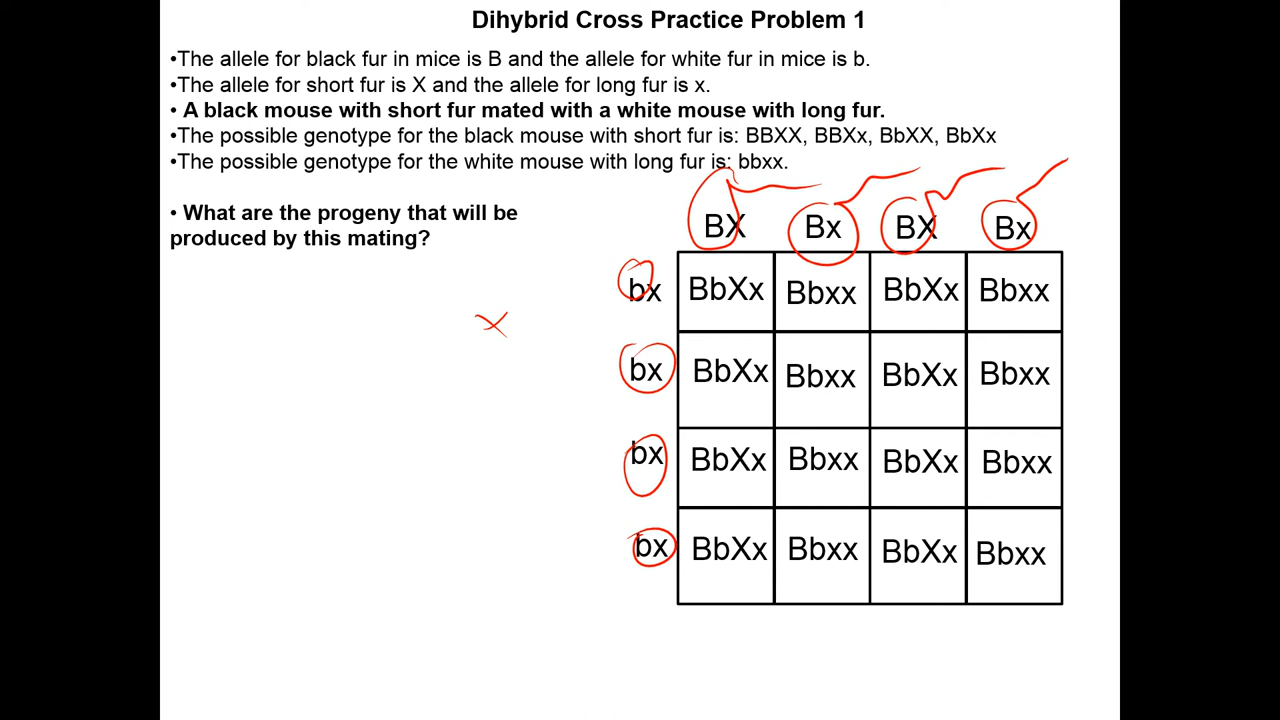 Dihybrid Cross Practice Problem 1
•The allele for black fur in mice is B and the allele for white fur in mice is b.
•The allele for short fur is X and the allele for long fur is x.
• A black mouse with short fur mated with a white mouse with long fur.
•The possible genotype for the black mouse with short fur is: BBXX, BBXx, BbXX, BbXx
•The possible genotype for the white mouse with long fur is: bbxx.
• What are the progeny that will be
produced by this mating?
BX Bx BX Bx
bx BbXx Bbxx BbXx Bbxx
bx BbXx Bbxx BbXx Bbxx
bx BbXx Bbxx BbXx Bbxx
bx BbXx Bbxx BbXx Bbxx
x